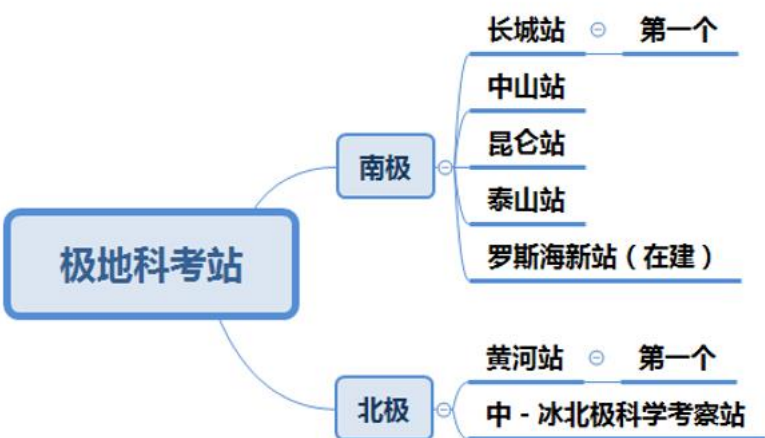 极地科考站
南极
长城站
第一个
中山站
昆仑站
泰山站
罗斯海新站（在建）
北极
黄河站
第一个
中-冰北极科学考察站